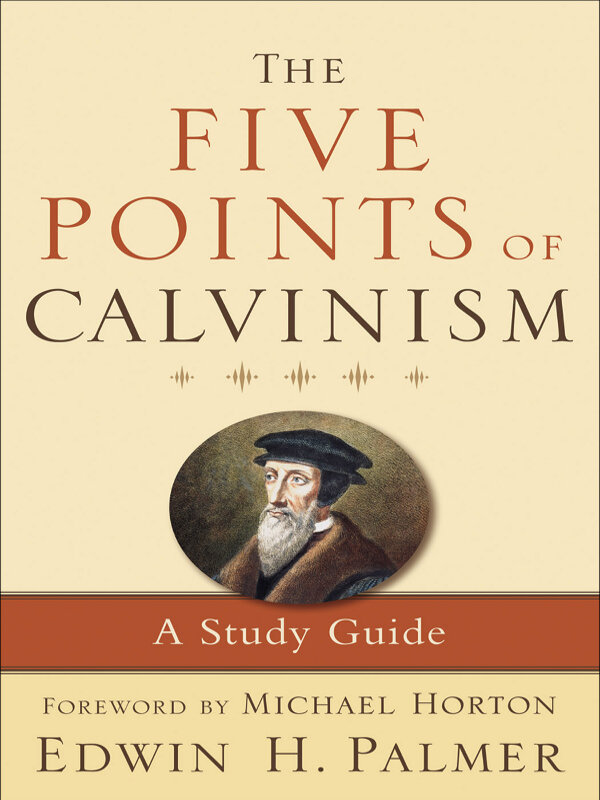 THE
FIVE
POINTS OF
CALVINISM
A Study Guide
FOREWORD BY MICHAEL HORTON
EDWIN H. PALMER